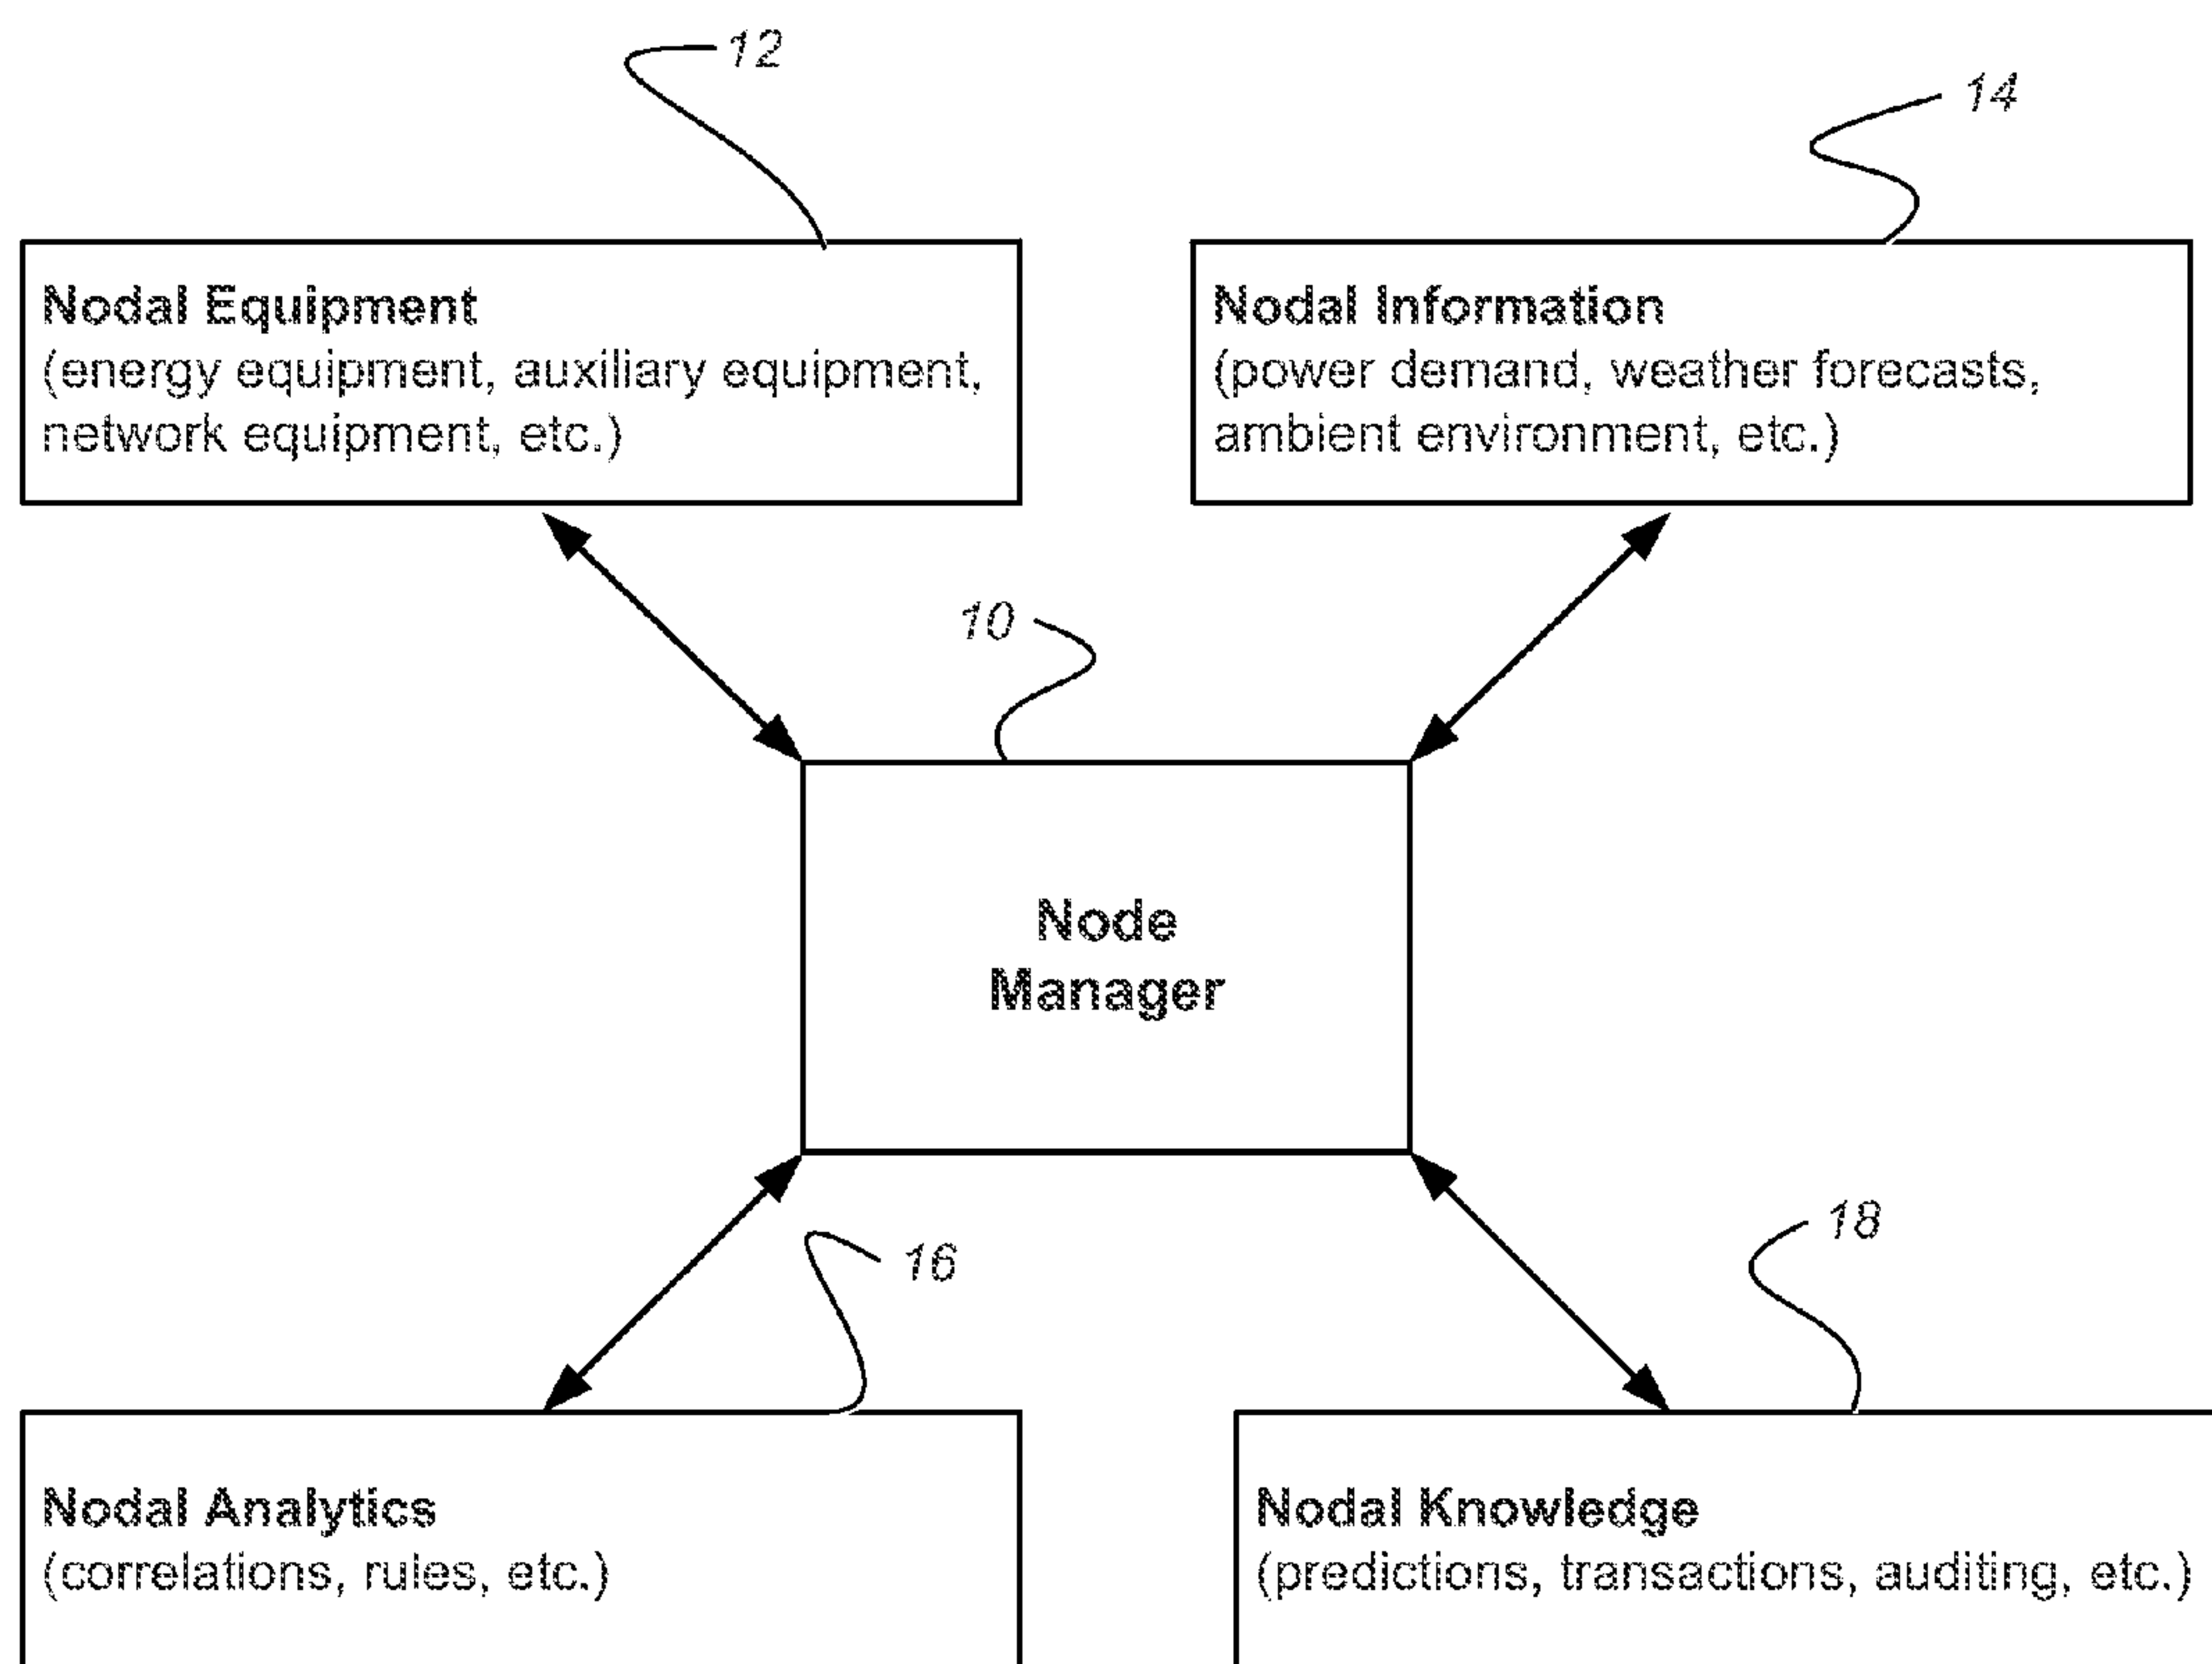 12
14
Nodal Equipment
(energy equipment, auxiliary equipment,
network equipment, etc.)
Nodal Information
(power demand, weather forecasts,
ambient environment, etc.)
10
Node
Manager
16
18
Nodal Analytics
(correlations, rules, etc.)
Nodal Knowledge
(predictions, transactions, auditing, etc.)